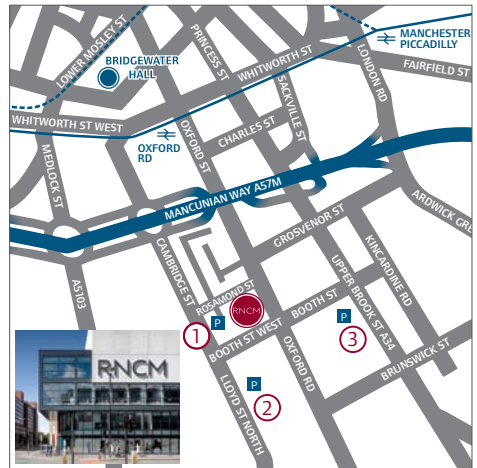 LOWER MOSLEY ST
BRIDGEWATER
HALL
PRINCESS ST
WHITWORTH ST
MANCHESTER
PICCADILLY
FAIRFIELD ST
LONDON RD
SACKVILLE ST
WHITWORTH ST WEST
OXFORD
RD
OXFORD ST
CHARLES ST
MEDLOCK ST
MANCUNIAN WAY A57M
ARDWICK GRE
GROSVENOR ST
CAMBRIDGE ST
KINCARDINE RD
A5103
ROSAMOND ST
RNCM
UPPER BROOK ST A34
BOOTH ST
P
1
P
3
BOOTH ST WEST
OXFORD RD
BRUNSWICK ST
RNCM
P
2
LLOYD ST NORTH